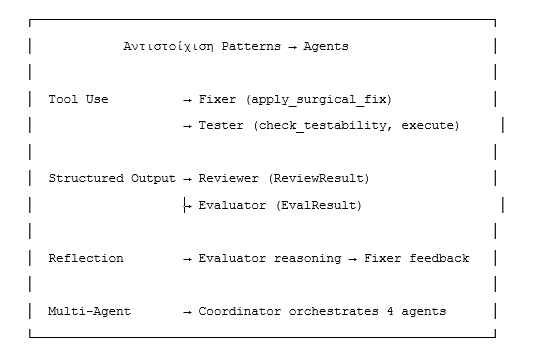 Αντιστοίχιση Patterns → Agents
Tool Use → Fixer (apply_surgical_fix)
→ Tester (check_testability, execute)
Structured Output → Reviewer (ReviewResult)
→ Evaluator (EvalResult)
Reflection → Evaluator reasoning → Fixer feedback
Multi-Agent → Coordinator orchestrates 4 agents